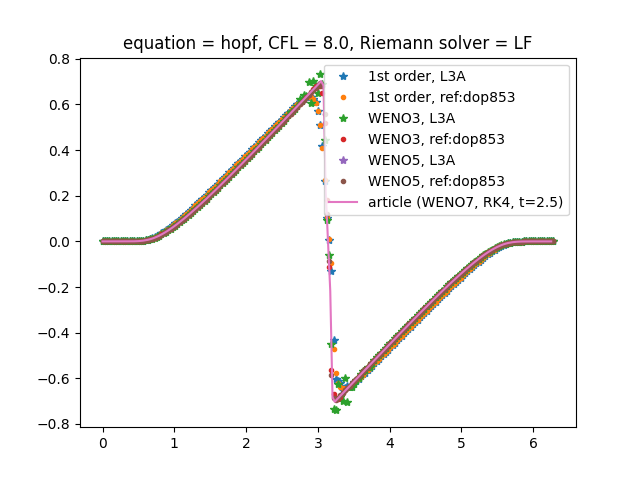 equation = hopf, CFL = 8.0, Riemann solver = LF
0.8
0.6
0.4
0.2
0.0
−0.2
−0.4
−0.6
−0.8
1st order, L3A
1st order, ref:dop853
WENO3, L3A
WENO3, ref:dop853
WENO5, L3A
WENO5, ref:dop853
article (WENO7, RK4, t=2.5)
0 1 2 3 4 5 6